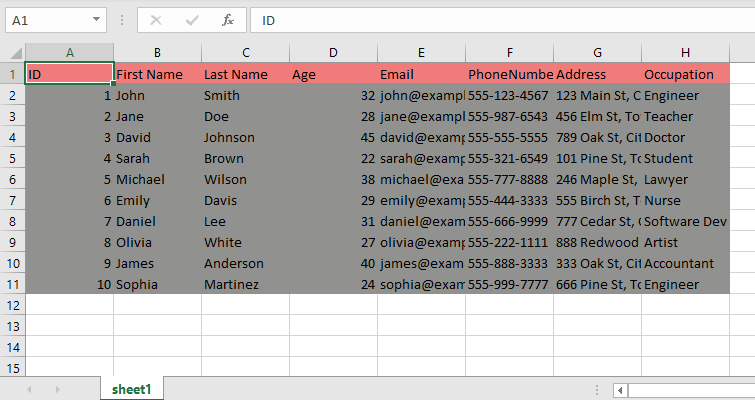 A1 fx ID
A B C D E F G H
1 ID First Name Last Name Age Email PhoneNumbe Address Occupation
2 1 John Smith 32 john@exampl 555-123-4567 123 Main St, C Engineer
3 2 Jane Doe 28 jane@exampl 555-987-6543 456 Elm St, To Teacher
4 3 David Johnson 45 david@exam 555-555-5555 789 Oak St, Cit Doctor
5 4 Sarah Brown 22 sarah@exam 555-321-6549 101 Pine St, T Student
6 5 Michael Wilson 38 michael@exa 555-777-8888 246 Maple St, Lawyer
7 6 Emily Davis 29 emily@exam 555-444-3333 555 Birch St, T Nurse
8 7 Daniel Lee 31 daniel@exam 555-666-9999 777 Cedar St, Software Dev
9 8 Olivia White 27 olivia@exam 555-222-1111 888 Redwood Artist
10 9 James Anderson 40 james@exam 555-888-3333 333 Oak St, Cit Accountant
11 10 Sophia Martinez 24 sophia@exam 555-999-7777 666 Pine St, To Engineer
12
13
14
15
sheet1